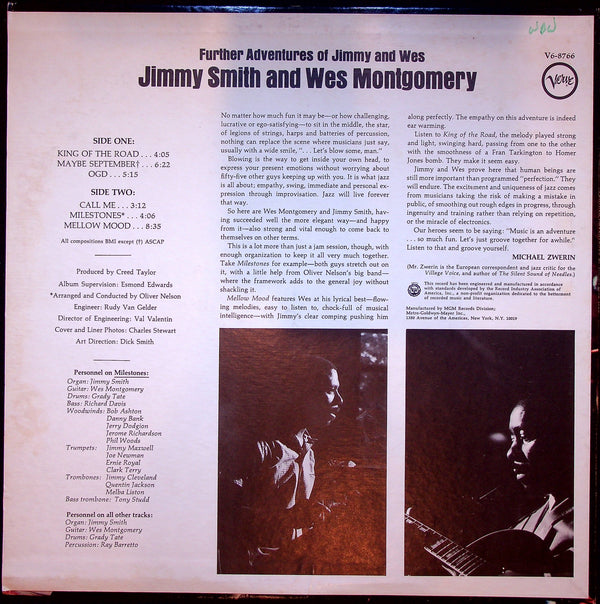 WBW
V6-8766
Verve
Further Adventures of Jimmy and Wes
Jimmy Smith and Wes Montgomery
SIDE ONE:
KING OF THE ROAD . . . 4:05
MAYBE SEPTEMBER† . . . 6:22
OGD . . . 5:15
SIDE TWO:
CALL ME . . . 3:12
MILESTONES* . . . 4:06
MELLOW MOOD . . . 8:35
All compositions BMI except (†) ASCAP
Produced by Creed Taylor
Album Supervision: Esmond Edwards
*Arranged and Conducted by Oliver Nelson
Engineer: Rudy Van Gelder
Director of Engineering: Val Valentin
Cover and Liner Photos: Charles Stewart
Art Direction: Dick Smith
Personnel on Milestones:
Organ: Jimmy Smith
Guitar: Wes Montgomery
Drums: Grady Tate
Bass: Richard Davis
Woodwinds: Bob Ashton
Danny Bank
Jerry Dodgion
Jerome Richardson
Phil Woods
Trumpets: Jimmy Maxwell
Joe Newman
Ernie Royal
Clark Terry
Trombones: Jimmy Cleveland
Quentin Jackson
Melba Liston
Bass trombone: Tony Studd
Personnel on all other tracks:
Organ: Jimmy Smith
Guitar: Wes Montgomery
Drums: Grady Tate
Percussion: Ray Barretto
No matter how much fun it may be—or how challenging,
lucrative or ego-satisfying—to sit in the middle, the star,
of legions of strings, harps and batteries of percussion,
nothing can replace the scene where musicians just say,
usually with a wide smile, ". . . Let's blow some, man."
Blowing is the way to get inside your own head, to
express your present emotions without worrying about
fifty-five other guys keeping up with you. It is what jazz
is all about; empathy, swing, immediate and personal ex-
pression through improvisation. Jazz will live forever
that way.
So here are Wes Montgomery and Jimmy Smith, hav-
ing succeeded well the more elegant way—and happy
from it—also strong and vital enough to come back to
themselves on other terms.
This is a lot more than just a jam session, though, with
enough organization to keep it all very much together.
Take Milestones for example—both guys stretch out on
it, with a little help from Oliver Nelson's big band—
where the framework adds to the general joy without
shackling it.
Mellow Mood features Wes at his lyrical best—flow-
ing melodies, easy to listen to, chock-full of musical
intelligence—with Jimmy's clear comping pushing him
along perfectly. The empathy on this adventure is indeed
ear warming.
Listen to King of the Road, the melody played strong
and light, swinging hard, passing from one to the other
with the smoothness of a Fran Tarkington to Homer
Jones bomb. They make it seem easy.
Jimmy and Wes prove here that human beings are
still more important than programmed "perfection." They
will endure. The excitement and uniqueness of jazz comes
from musicians taking the risk of making a mistake in
public, of smoothing out rough edges in progress, through
ingenuity and training rather than relying on repetition,
or the miracle of electronics.
Our heroes seem to be saying: "Music is an adventure
. . . so much fun. Let's just groove together for awhile."
Listen to that and groove yourself.
MICHAEL ZWERIN
(Mr. Zwerin is the European correspondent and jazz critic for the
Village Voice, and author of The Silent Sound of Needles.)
This record has been engineered and manufactured in accordance
with standards developed by the Record Industry Association of
America, Inc., a non-profit organization dedicated to the betterment
of recorded music and literature.
Manufactured by MGM Records Division;
Metro-Goldwyn-Mayer Inc.,
1350 Avenue of the Americas, New York, N.Y. 10019